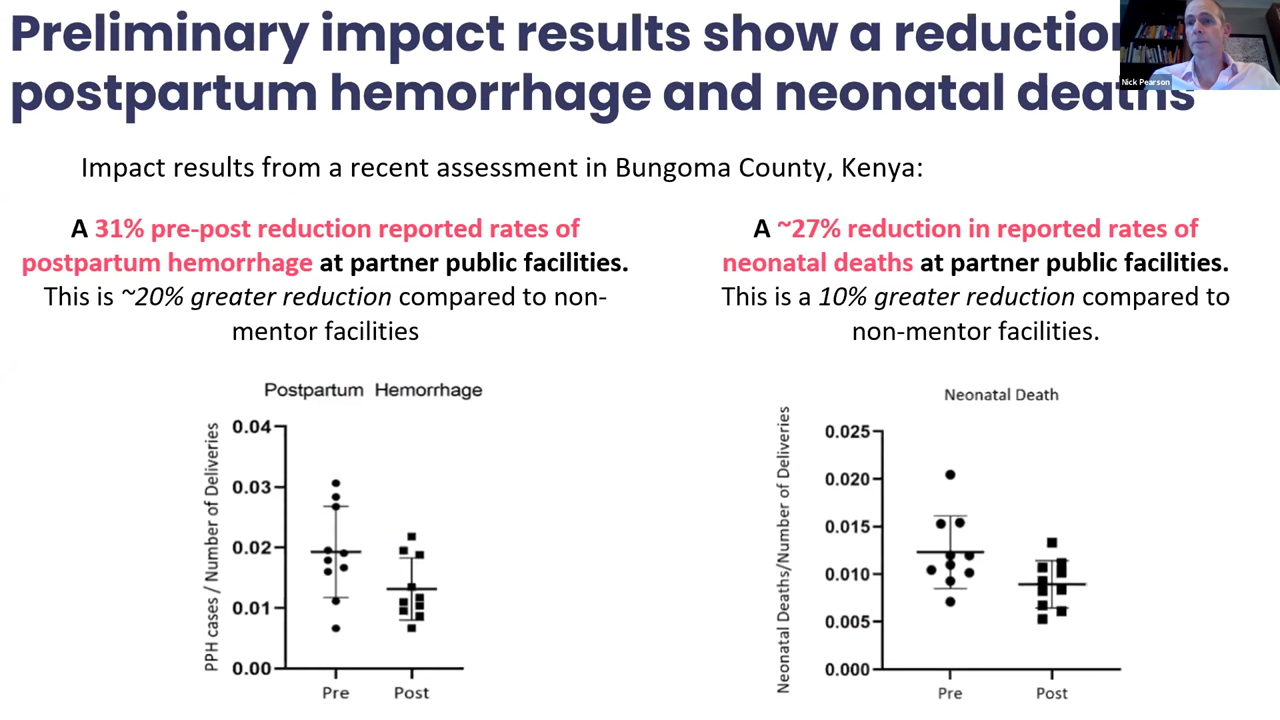 Preliminary impact results show a reduction
postpartum hemorrhage and neonatal deaths
Nick Pearson
Impact results from a recent assessment in Bungoma County, Kenya:
A 31% pre-post reduction reported rates of
postpartum hemorrhage at partner public facilities.
This is ~20% greater reduction compared to non-
mentor facilities
A ~27% reduction in reported rates of
neonatal deaths at partner public facilities.
This is a 10% greater reduction compared to
non-mentor facilities.
Postpartum Hemorrhage
PPH cases / Number of Deliveries
0.04
0.03
0.02
0.01
0.00
Pre
Post
Neonatal Death
Neonatal Deaths/Number of Deliveries
0.025
0.020
0.015
0.010
0.005
0.000
Pre
Post